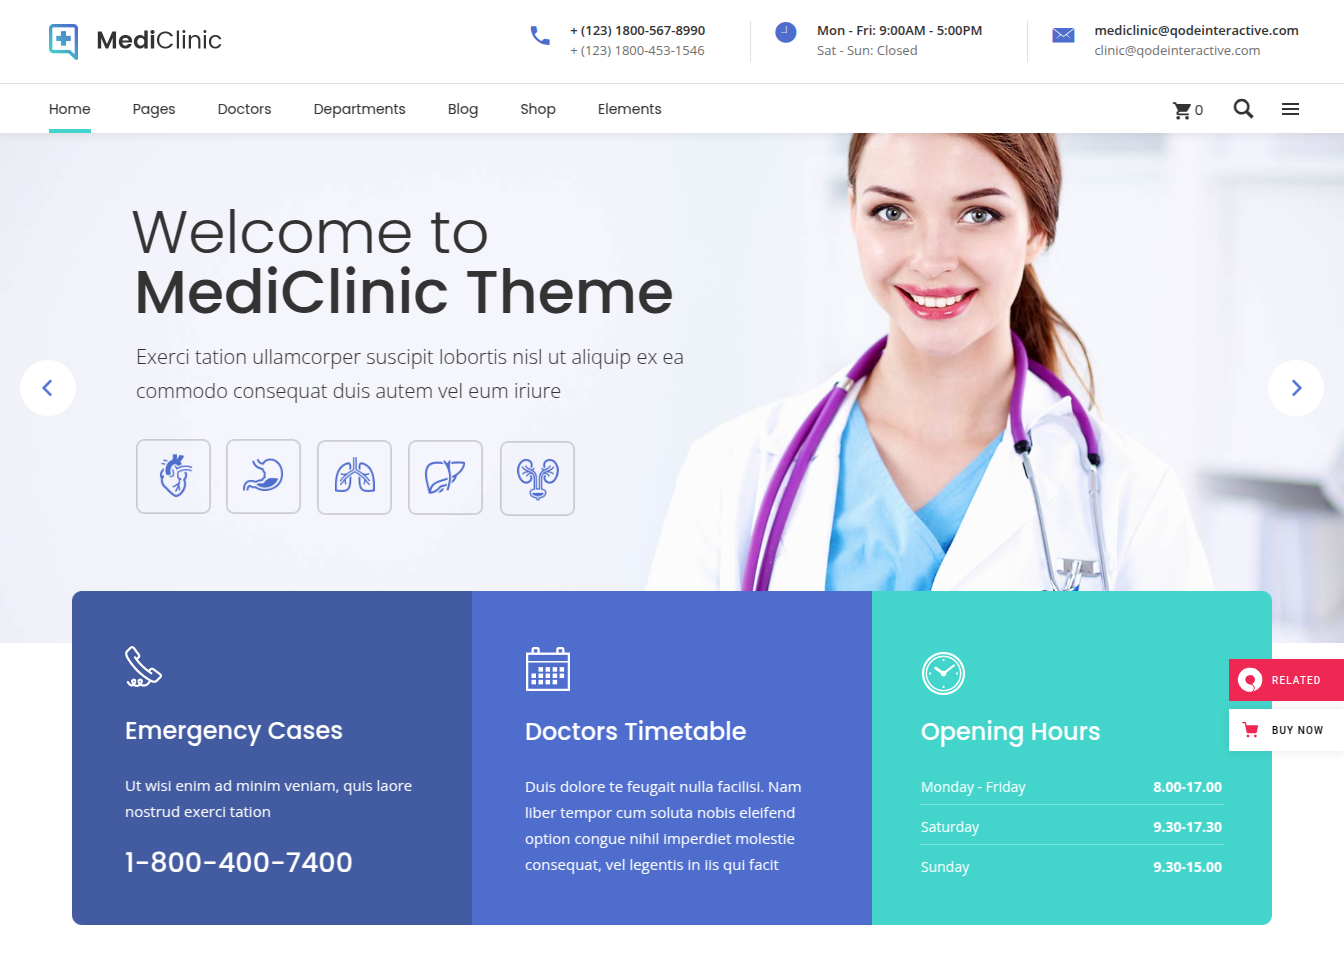 MediClinic
+ (123) 1800-567-8990
+ (123) 1800-453-1546
Mon - Fri: 9:00AM - 5:00PM
Sat - Sun: Closed
mediclinic@qodeinteractive.com
clinic@qodeinteractive.com
Home Pages Doctors Departments Blog Shop Elements 0
Welcome to
MediClinic Theme
Exerci tation ullamcorper suscipit lobortis nisl ut aliquip ex ea
commodo consequat duis autem vel eum iriure
Emergency Cases
Ut wisi enim ad minim veniam, quis laore
nostrud exerci tation
1-800-400-7400
Doctors Timetable
Duis dolore te feugait nulla facilisi. Nam
liber tempor cum soluta nobis eleifend
option congue nihil imperdiet molestie
consequat, vel legentis in iis qui facit
Opening Hours
Monday - Friday 8.00-17.00
Saturday 9.30-17.30
Sunday 9.30-15.00
RELATED
BUY NOW